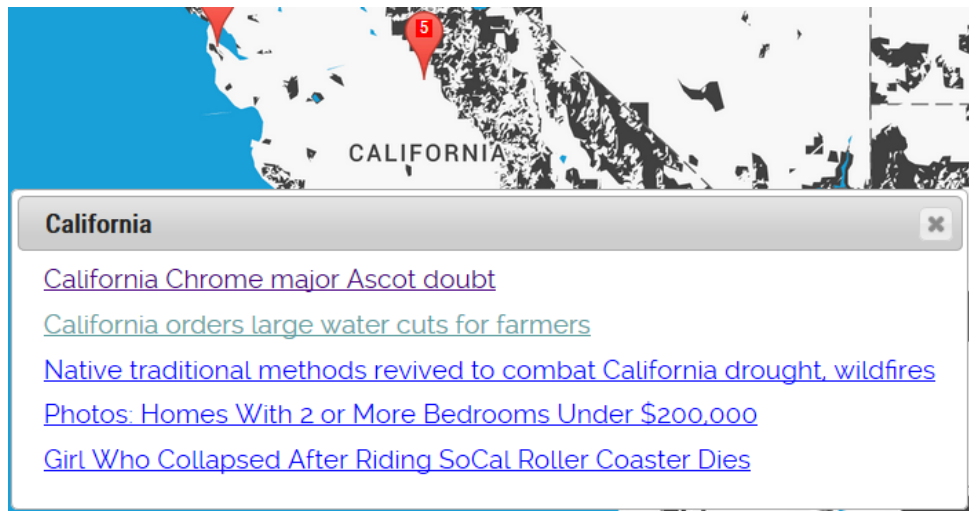 5
CALIFORNIA
California
California Chrome major Ascot doubt
California orders large water cuts for farmers
Native traditional methods revived to combat California drought, wildfires
Photos: Homes With 2 or More Bedrooms Under $200,000
Girl Who Collapsed After Riding SoCal Roller Coaster Dies